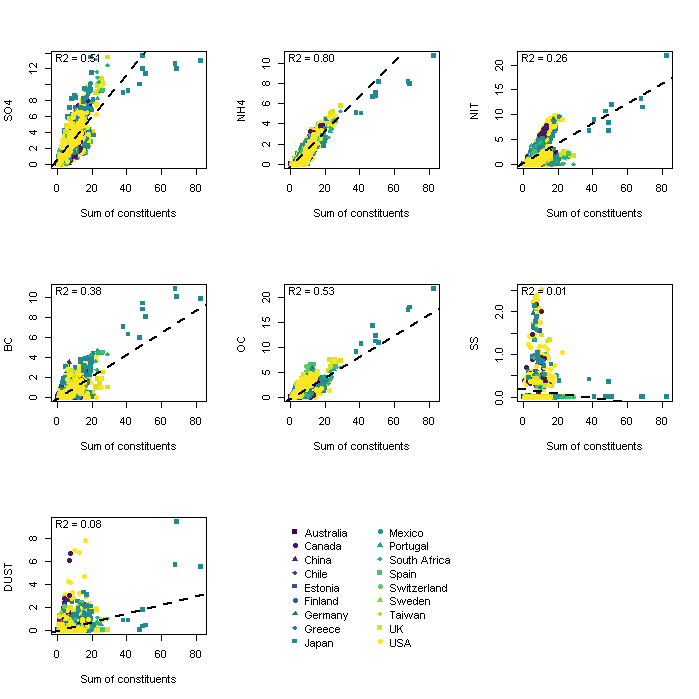 R2 = 0.51
SO4
0 2 4 6 8 12
0 20 40 60 80
Sum of constituents
R2 = 0.80
NH4
0 2 4 6 8 10
0 20 40 60 80
Sum of constituents
R2 = 0.26
NIT
0 5 10 15 20
0 20 40 60 80
Sum of constituents
R2 = 0.38
BC
0 2 4 6 8 10
0 20 40 60 80
Sum of constituents
R2 = 0.53
OC
0 5 10 15 20
0 20 40 60 80
Sum of constituents
R2 = 0.01
SS
0.0 1.0 2.0
0 20 40 60 80
Sum of constituents
R2 = 0.08
DUST
0 2 4 6 8
0 20 40 60 80
Sum of constituents
Australia
Canada
China
Chile
Estonia
Finland
Germany
Greece
Japan
Mexico
Portugal
South Africa
Spain
Switzerland
Sweden
Taiwan
UK
USA